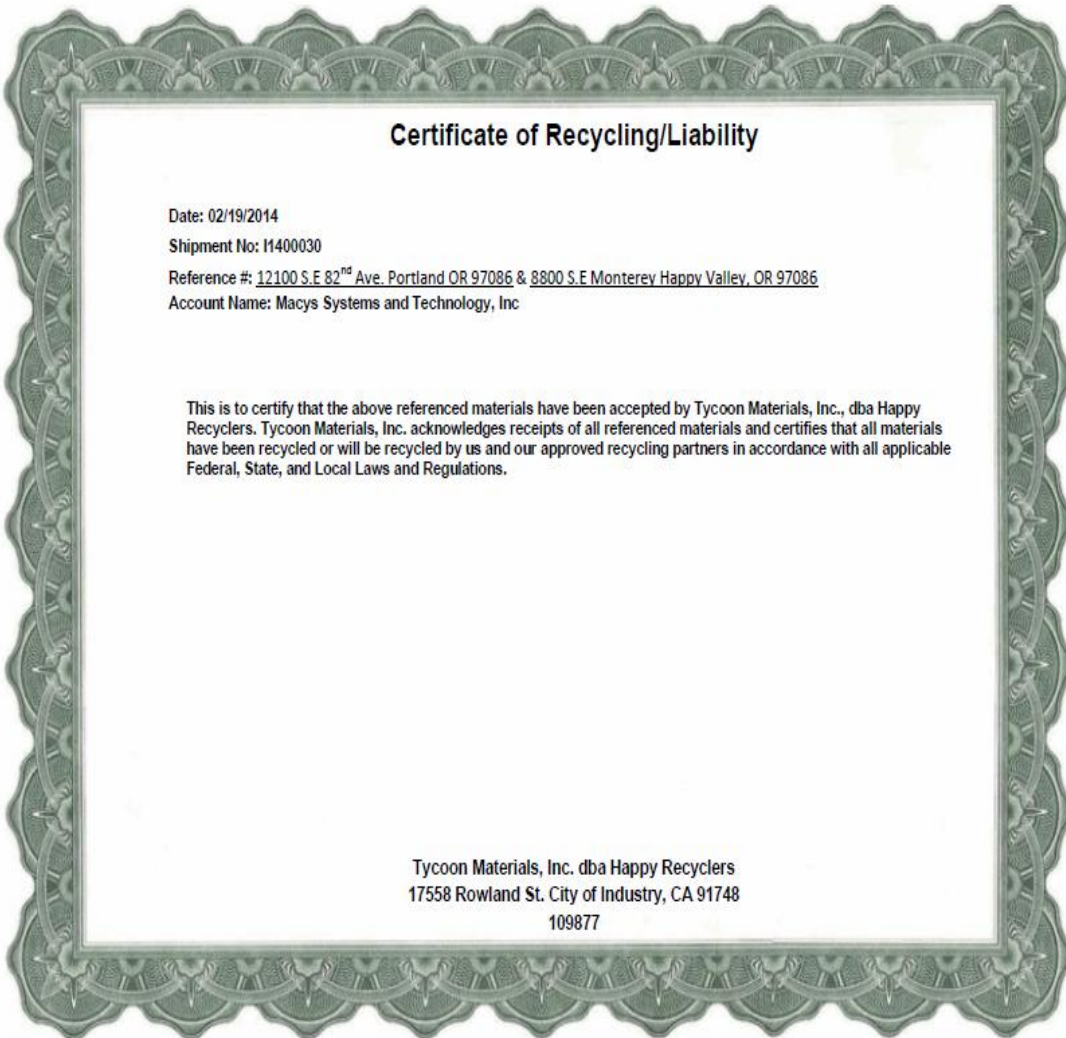 Certificate of Recycling/Liability
Date: 02/19/2014
Shipment No: I1400030
Reference #: 12100 S.E 82nd Ave. Portland OR 97086 & 8800 S.E Monterey Happy Valley, OR 97086
Account Name: Macys Systems and Technology, Inc
This is to certify that the above referenced materials have been accepted by Tycoon Materials, Inc., dba Happy
Recyclers. Tycoon Materials, Inc. acknowledges receipts of all referenced materials and certifies that all materials
have been recycled or will be recycled by us and our approved recycling partners in accordance with all applicable
Federal, State, and Local Laws and Regulations.
Tycoon Materials, Inc. dba Happy Recyclers
17558 Rowland St. City of Industry, CA 91748
109877